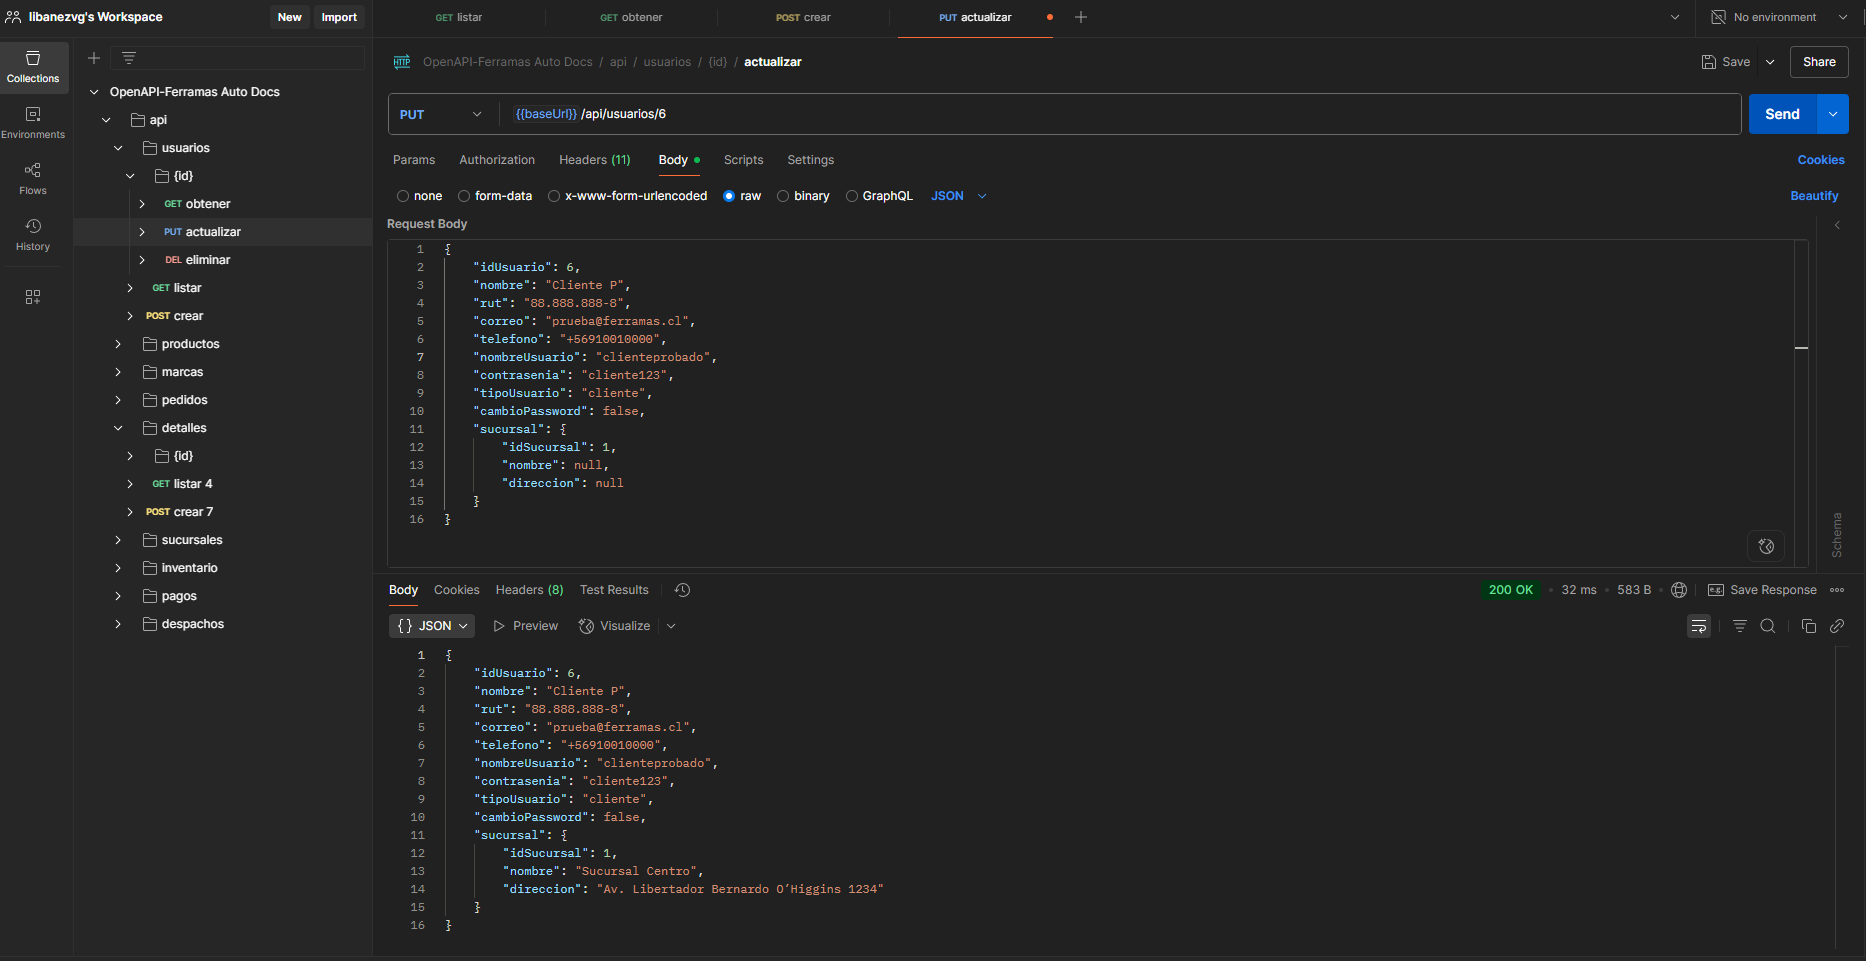 libanezvg's Workspace
New
Import
GET listar
GET obtener
POST crear
PUT actualizar
No environment
Collections
Environments
Flows
History
OpenAPI-Ferramas Auto Docs
api
usuarios
{id}
GET obtener
PUT actualizar
DEL eliminar
GET listar
POST crear
productos
marcas
pedidos
detalles
{id}
GET listar 4
POST crear 7
sucursales
inventario
pagos
despachos
HTTP OpenAPI-Ferramas Auto Docs / api / usuarios / {id} / actualizar
Save
Share
PUT
{{baseUrl}} /api/usuarios/6
Send
Params
Authorization
Headers (11)
Body
Scripts
Settings
Cookies
none
form-data
x-www-form-urlencoded
raw
binary
GraphQL
JSON
Beautify
Request Body
1 {
2 "idUsuario": 6,
3 "nombre": "Cliente P",
4 "rut": "88.888.888-8",
5 "correo": "prueba@ferramas.cl",
6 "telefono": "+56910010000",
7 "nombreUsuario": "clienteprobado",
8 "contrasenia": "cliente123",
9 "tipoUsuario": "cliente",
10 "cambioPassword": false,
11 "sucursal": {
12 "idSucursal": 1,
13 "nombre": null,
14 "direccion": null
15 }
16 }
Schema
Body
Cookies
Headers (8)
Test Results
200 OK
32 ms
583 B
e.g. Save Response
{} JSON
Preview
Visualize
1 {
2 "idUsuario": 6,
3 "nombre": "Cliente P",
4 "rut": "88.888.888-8",
5 "correo": "prueba@ferramas.cl",
6 "telefono": "+56910010000",
7 "nombreUsuario": "clienteprobado",
8 "contrasenia": "cliente123",
9 "tipoUsuario": "cliente",
10 "cambioPassword": false,
11 "sucursal": {
12 "idSucursal": 1,
13 "nombre": "Sucursal Centro",
14 "direccion": "Av. Libertador Bernardo O'Higgins 1234"
15 }
16 }